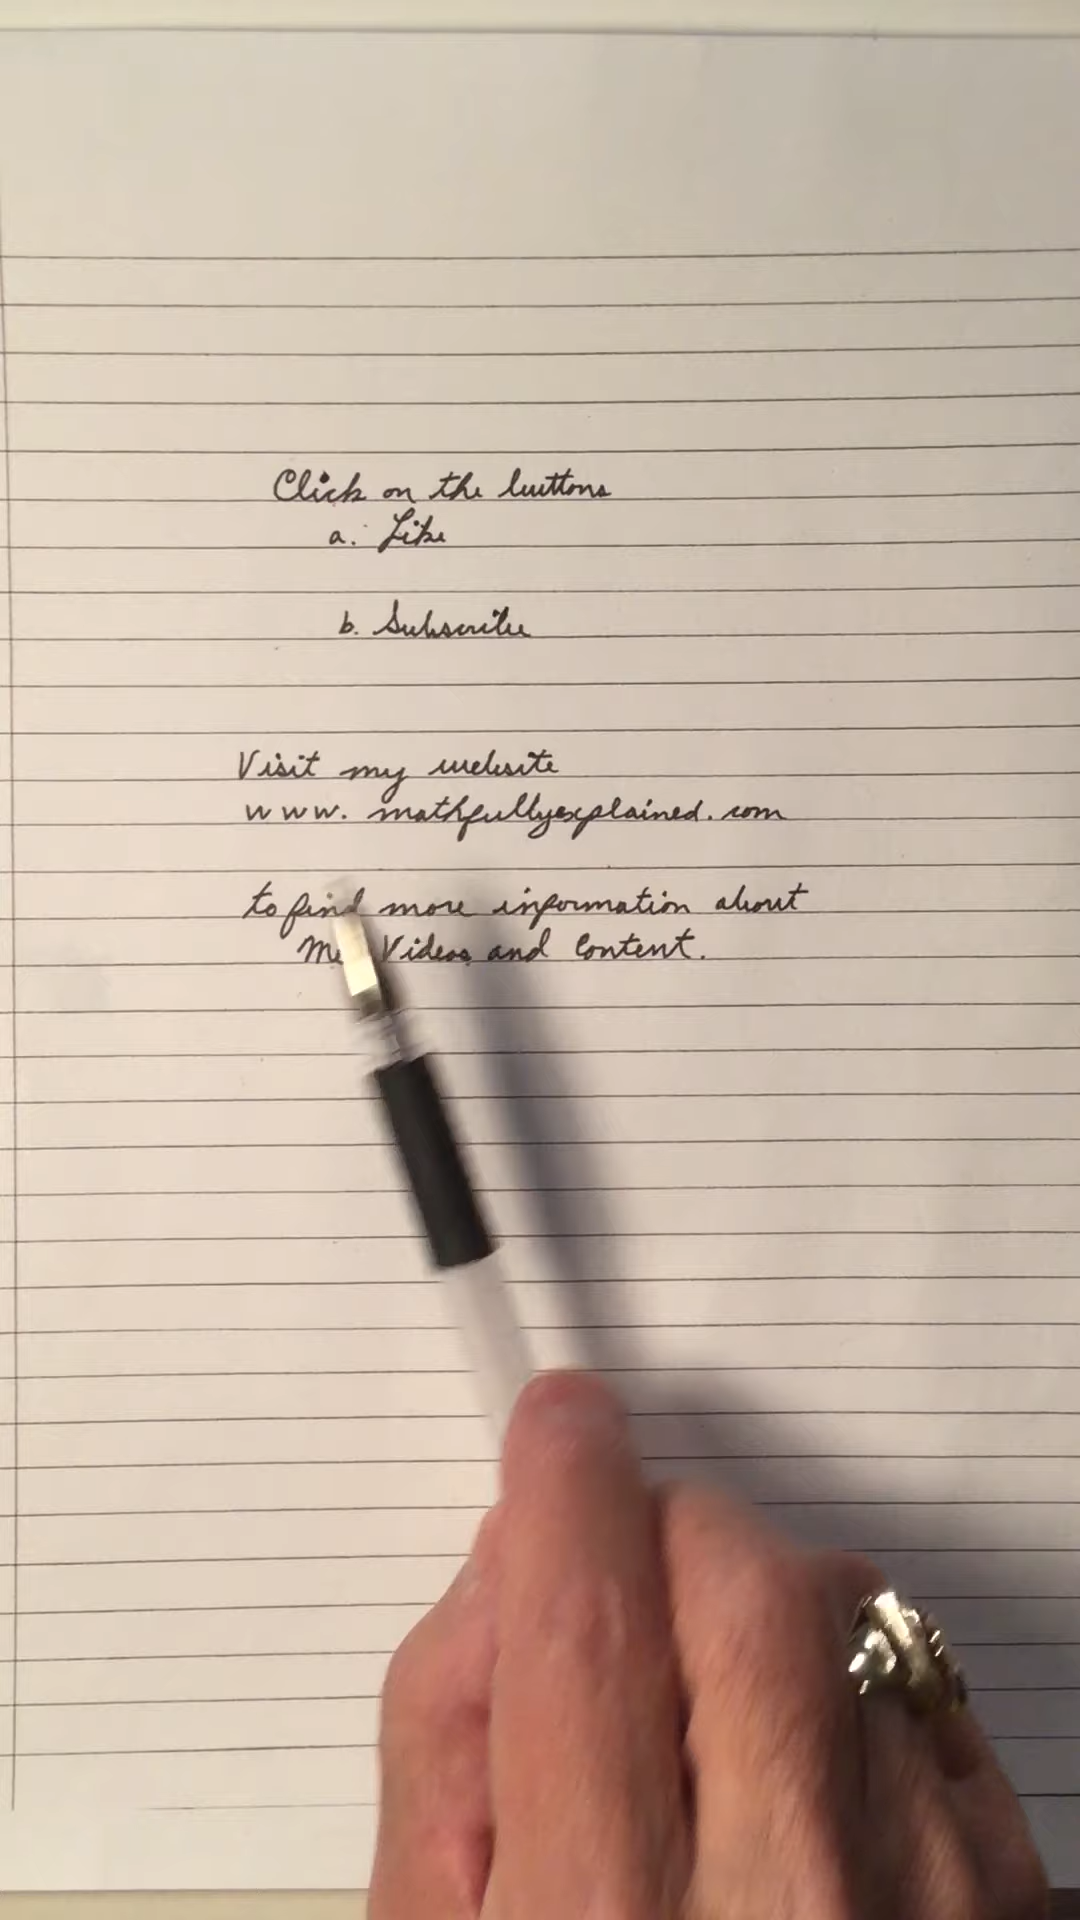 Click on the buttons
a. Like
b. Subscribe
Visit my website
www.mathfullyexplained.com
to find more information about
Me Videos and Content.